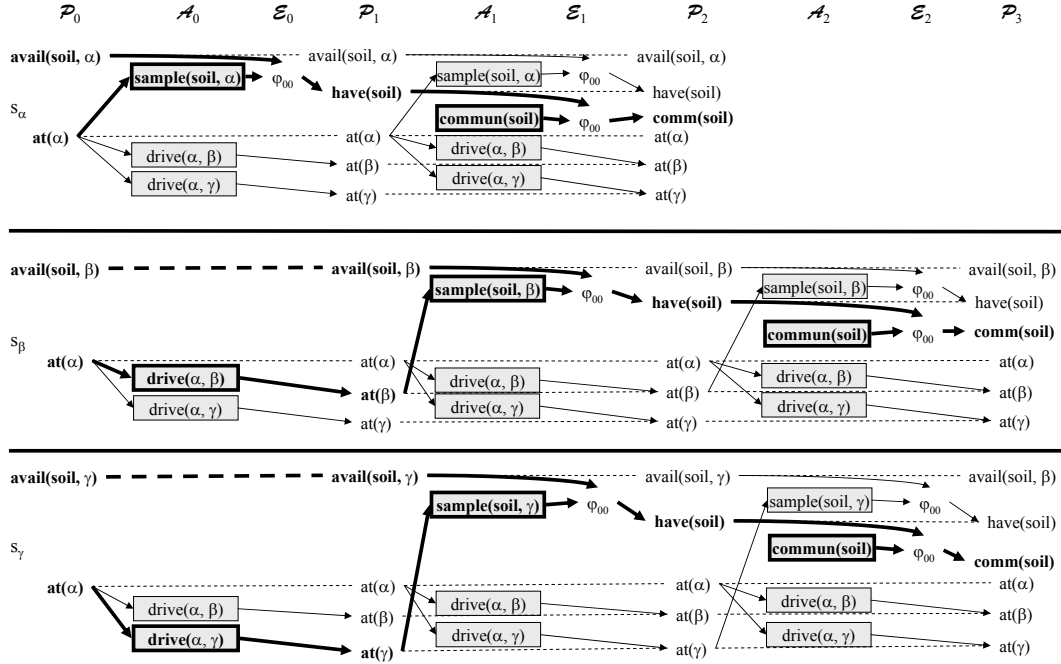 𝒫0 𝒜0 ℰ0 𝒫1 𝒜1 ℰ1 𝒫2 𝒜2 ℰ2 𝒫3
avail(soil, α) avail(soil, α) avail(soil, α)
sample(soil, α) φ00 sample(soil, α) φ00
have(soil) have(soil)
sα
commun(soil) φ00 comm(soil)
at(α) at(α) at(α)
drive(α, β) drive(α, β)
at(β) at(β)
drive(α, γ) drive(α, γ)
at(γ) at(γ)
avail(soil, β) avail(soil, β) avail(soil, β) avail(soil, β)
sample(soil, β) φ00 sample(soil, β) φ00
have(soil) have(soil)
commun(soil) φ00 comm(soil)
sβ
at(α) at(α) at(α) at(α)
drive(α, β) drive(α, β) drive(α, β)
at(β) at(β) at(β)
drive(α, γ) drive(α, γ) drive(α, γ)
at(γ) at(γ) at(γ)
avail(soil, γ) avail(soil, γ) avail(soil, γ) avail(soil, β)
sample(soil, γ) φ00 sample(soil, γ) φ00
have(soil) have(soil)
sγ
commun(soil) φ00 comm(soil)
at(α) at(α) at(α) at(α)
drive(α, β) drive(α, β) drive(α, β)
at(β) at(β) at(β)
drive(α, γ) drive(α, γ) drive(α, γ)
at(γ) at(γ) at(γ)